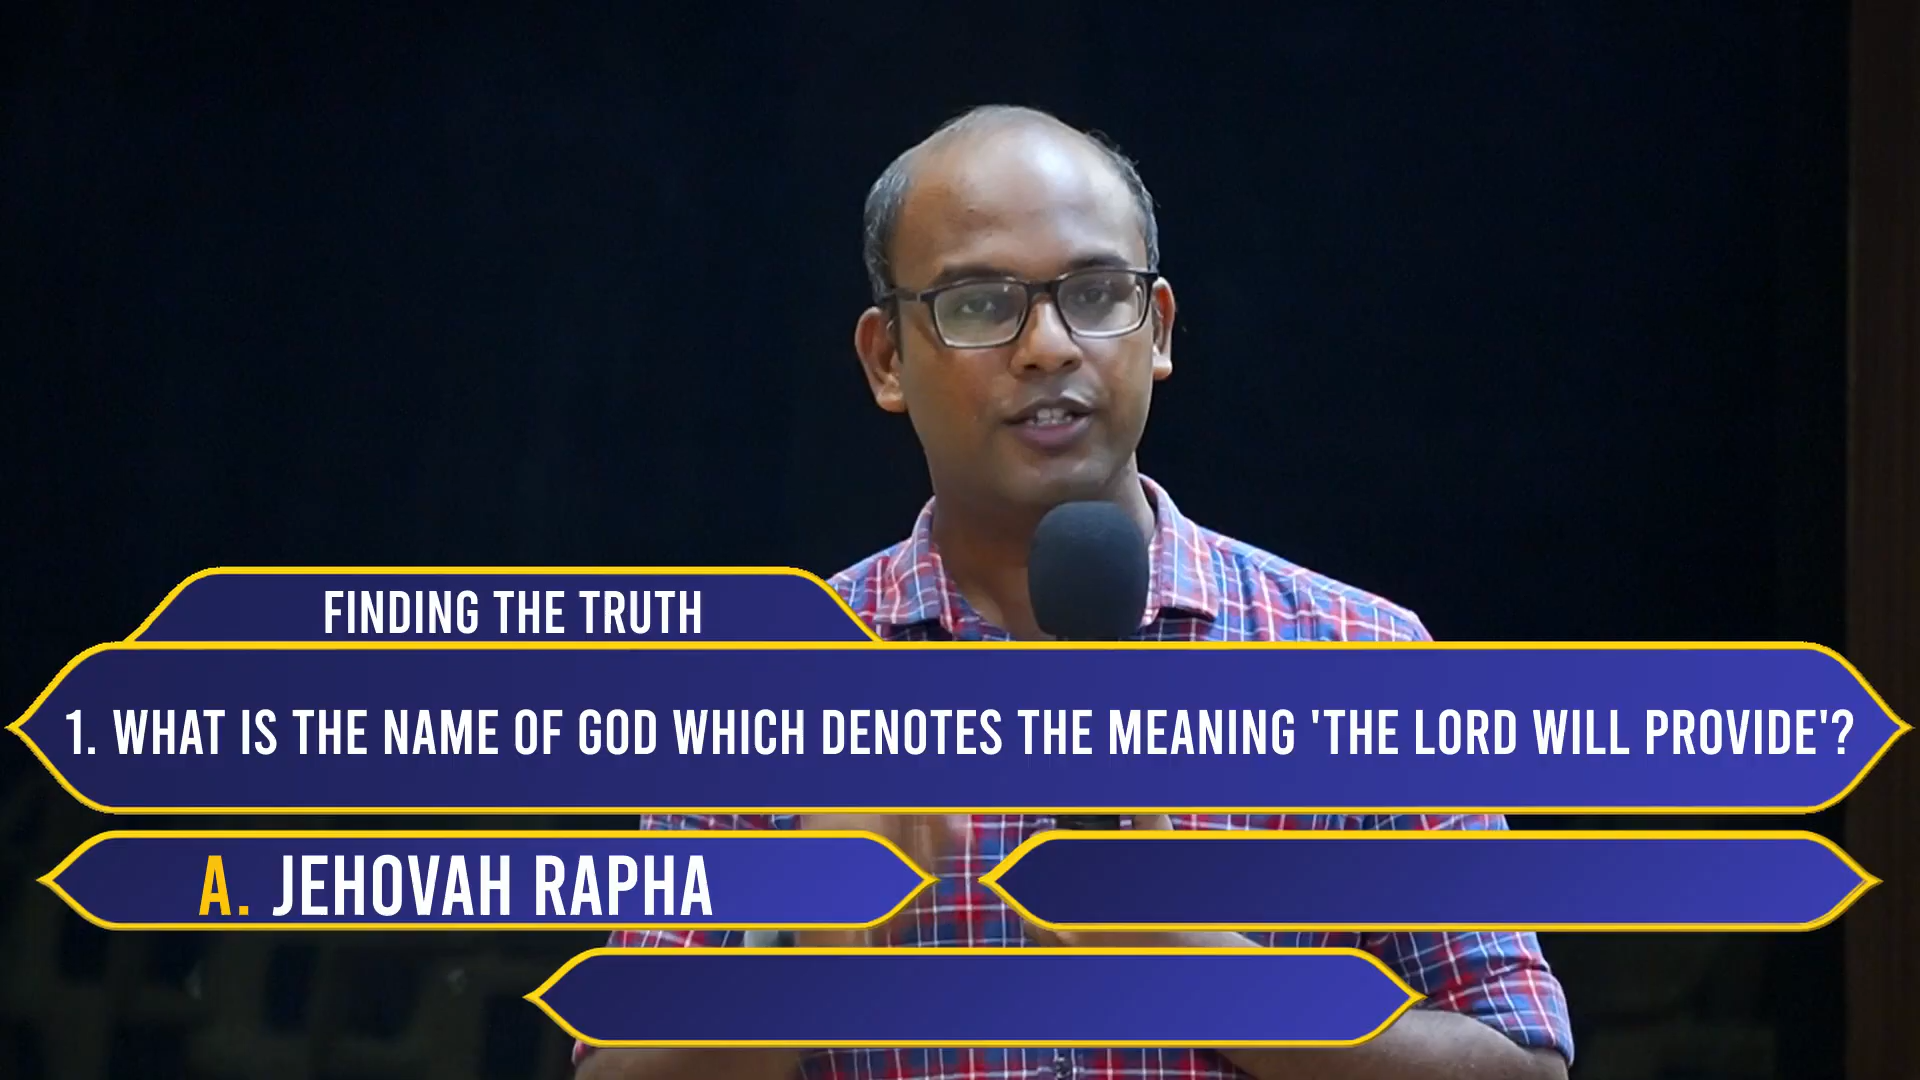 FINDING THE TRUTH
1. WHAT IS THE NAME OF GOD WHICH DENOTES THE MEANING 'THE LORD WILL PROVIDE'?
A. JEHOVAH RAPHA